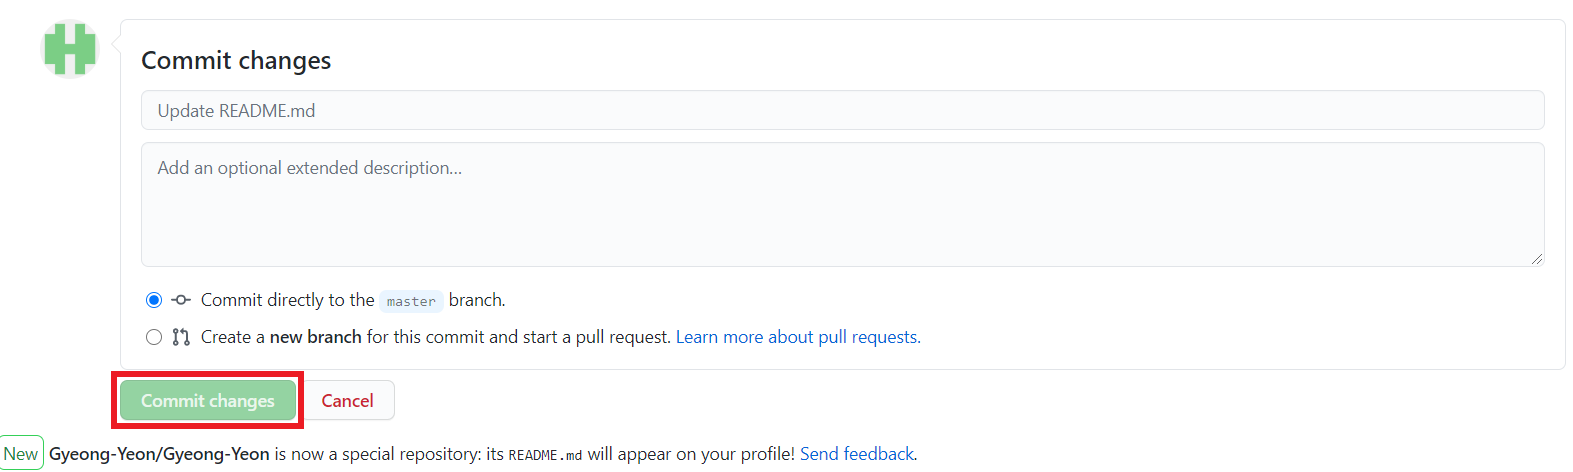 Commit changes
Update README.md
Add an optional extended description...
Commit directly to the master branch.
Create a new branch for this commit and start a pull request. Learn more about pull requests.
Commit changes Cancel
New Gyeong-Yeon/Gyeong-Yeon is now a special repository: its README.md will appear on your profile! Send feedback.